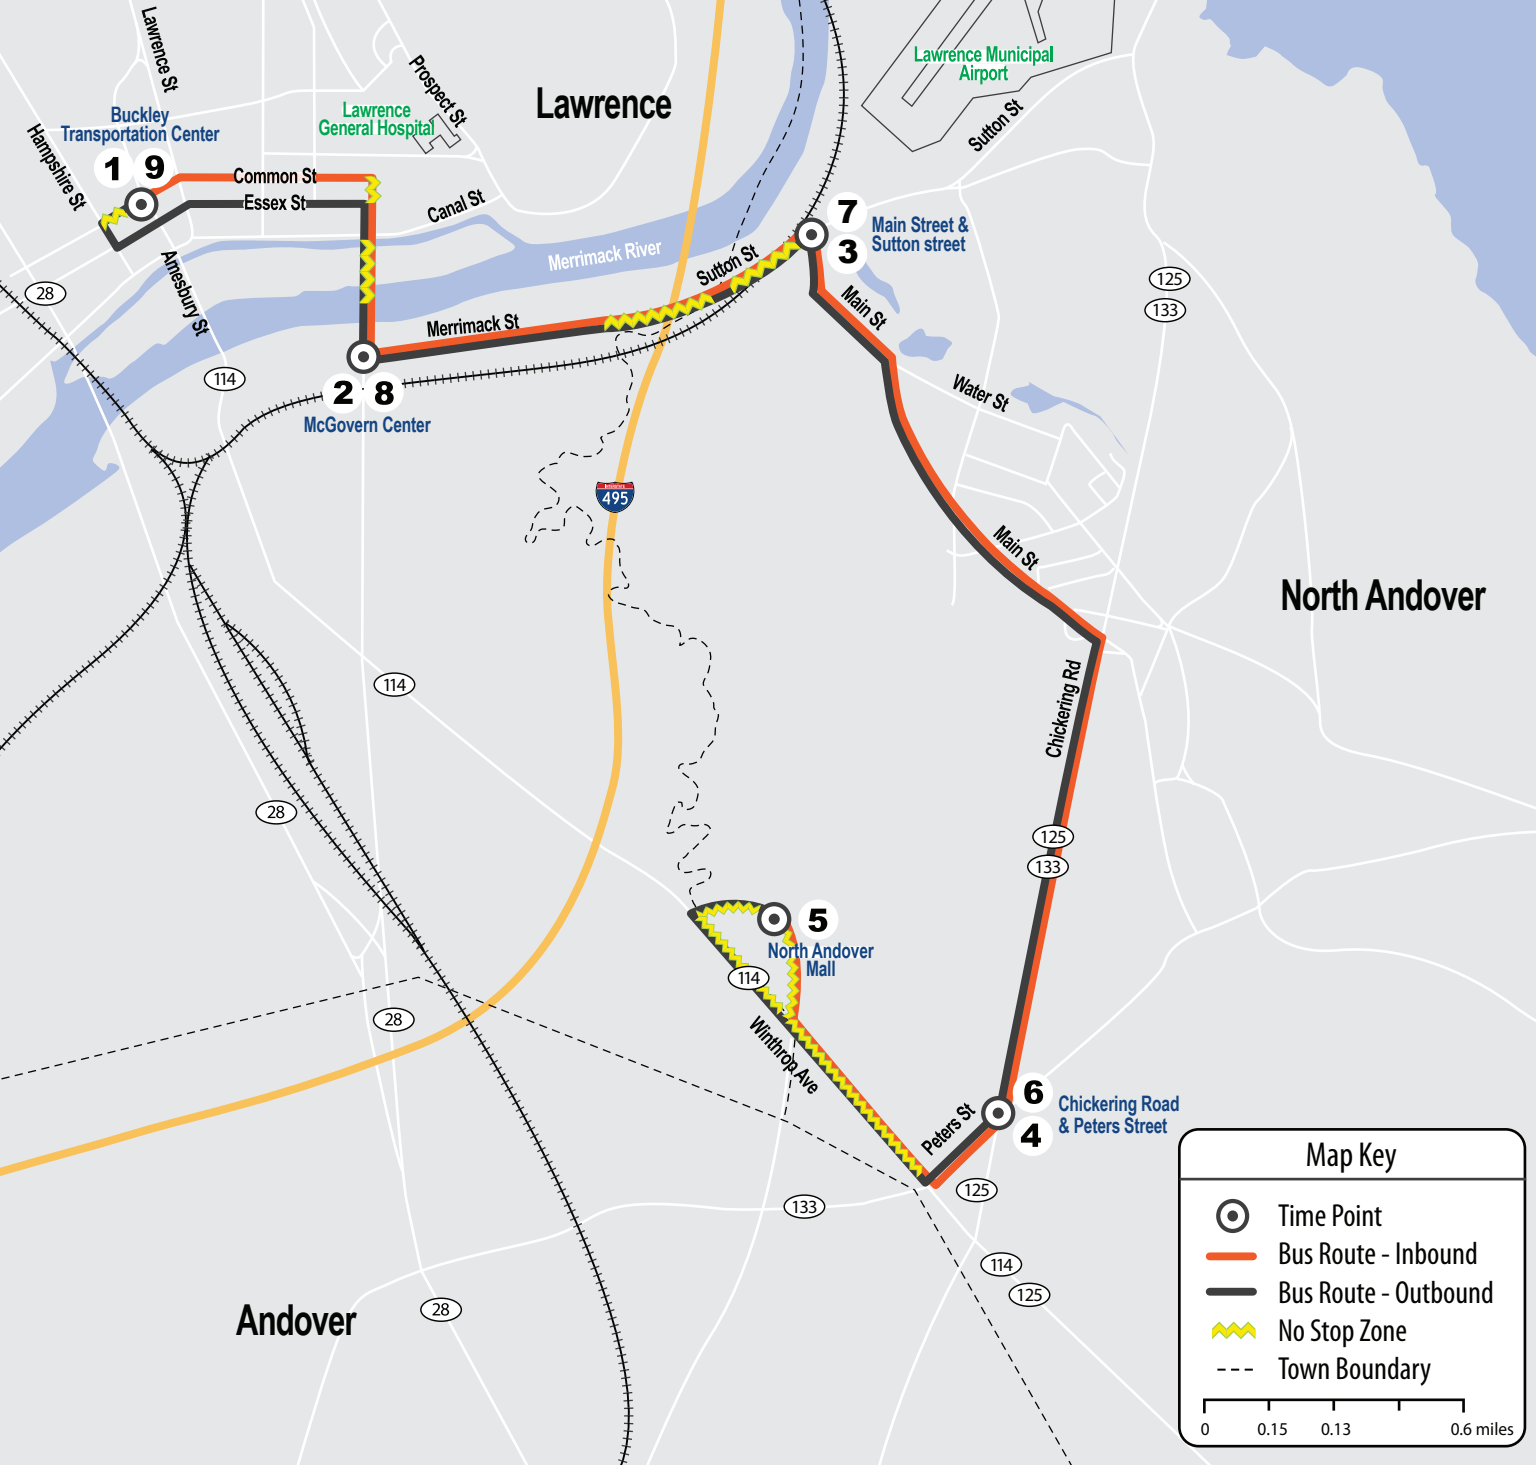 Lawrence St
Prospect St
Hampshire St
Buckley
Transportation Center
1 9
Lawrence
General Hospital
Lawrence
Lawrence Municipal
Airport
Sutton St
Common St
Essex St
Canal St
Amesbury St
28
114
Merrimack River
Sutton St
Merrimack St
7
3
Main Street &
Sutton street
Main St
125
133
2 8
McGovern Center
Water St
INTERSTATE
495
Main St
North Andover
114
Chickering Rd
28
125
133
5
North Andover
Mall
114
28
Winthrop Ave
6
4
Chickering Road
& Peters Street
Peters St
125
133
114
125
28
Andover
Map Key
Time Point
Bus Route - Inbound
Bus Route - Outbound
No Stop Zone
Town Boundary
0 0.15 0.13 0.6 miles